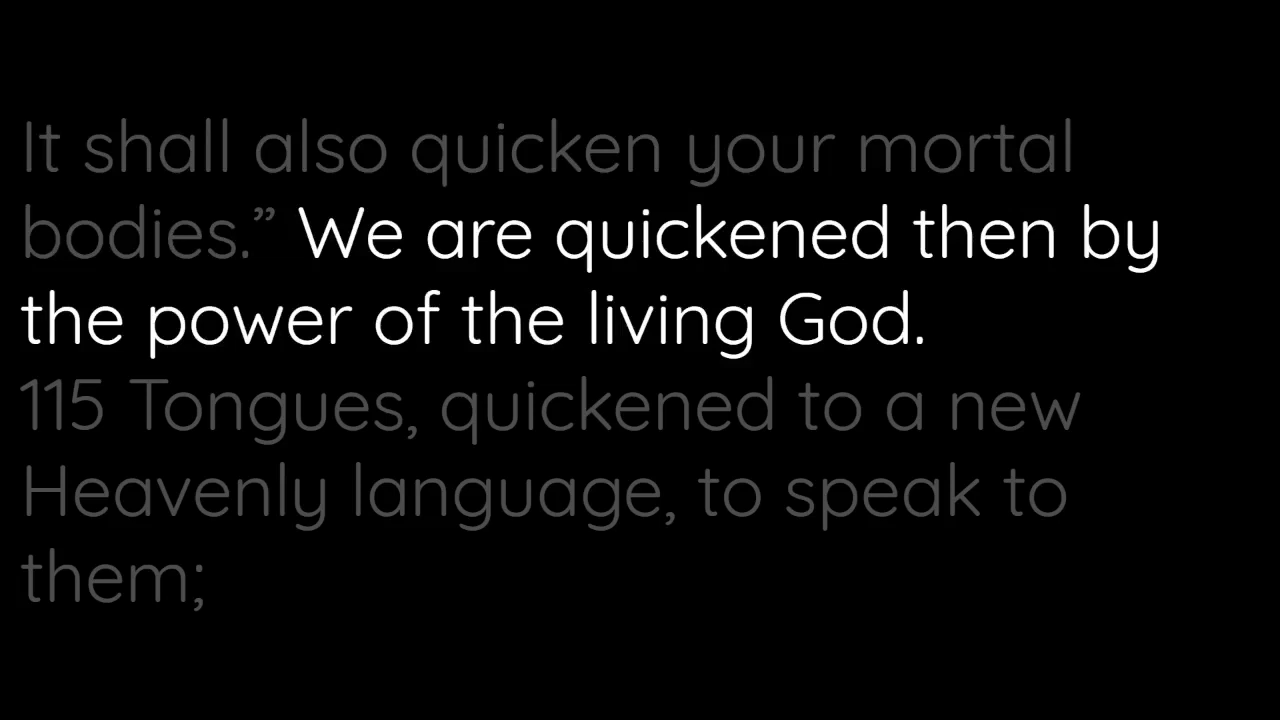 It shall also quicken your mortal
bodies.” We are quickened then by
the power of the living God.
115 Tongues, quickened to a new
Heavenly language, to speak to
them;